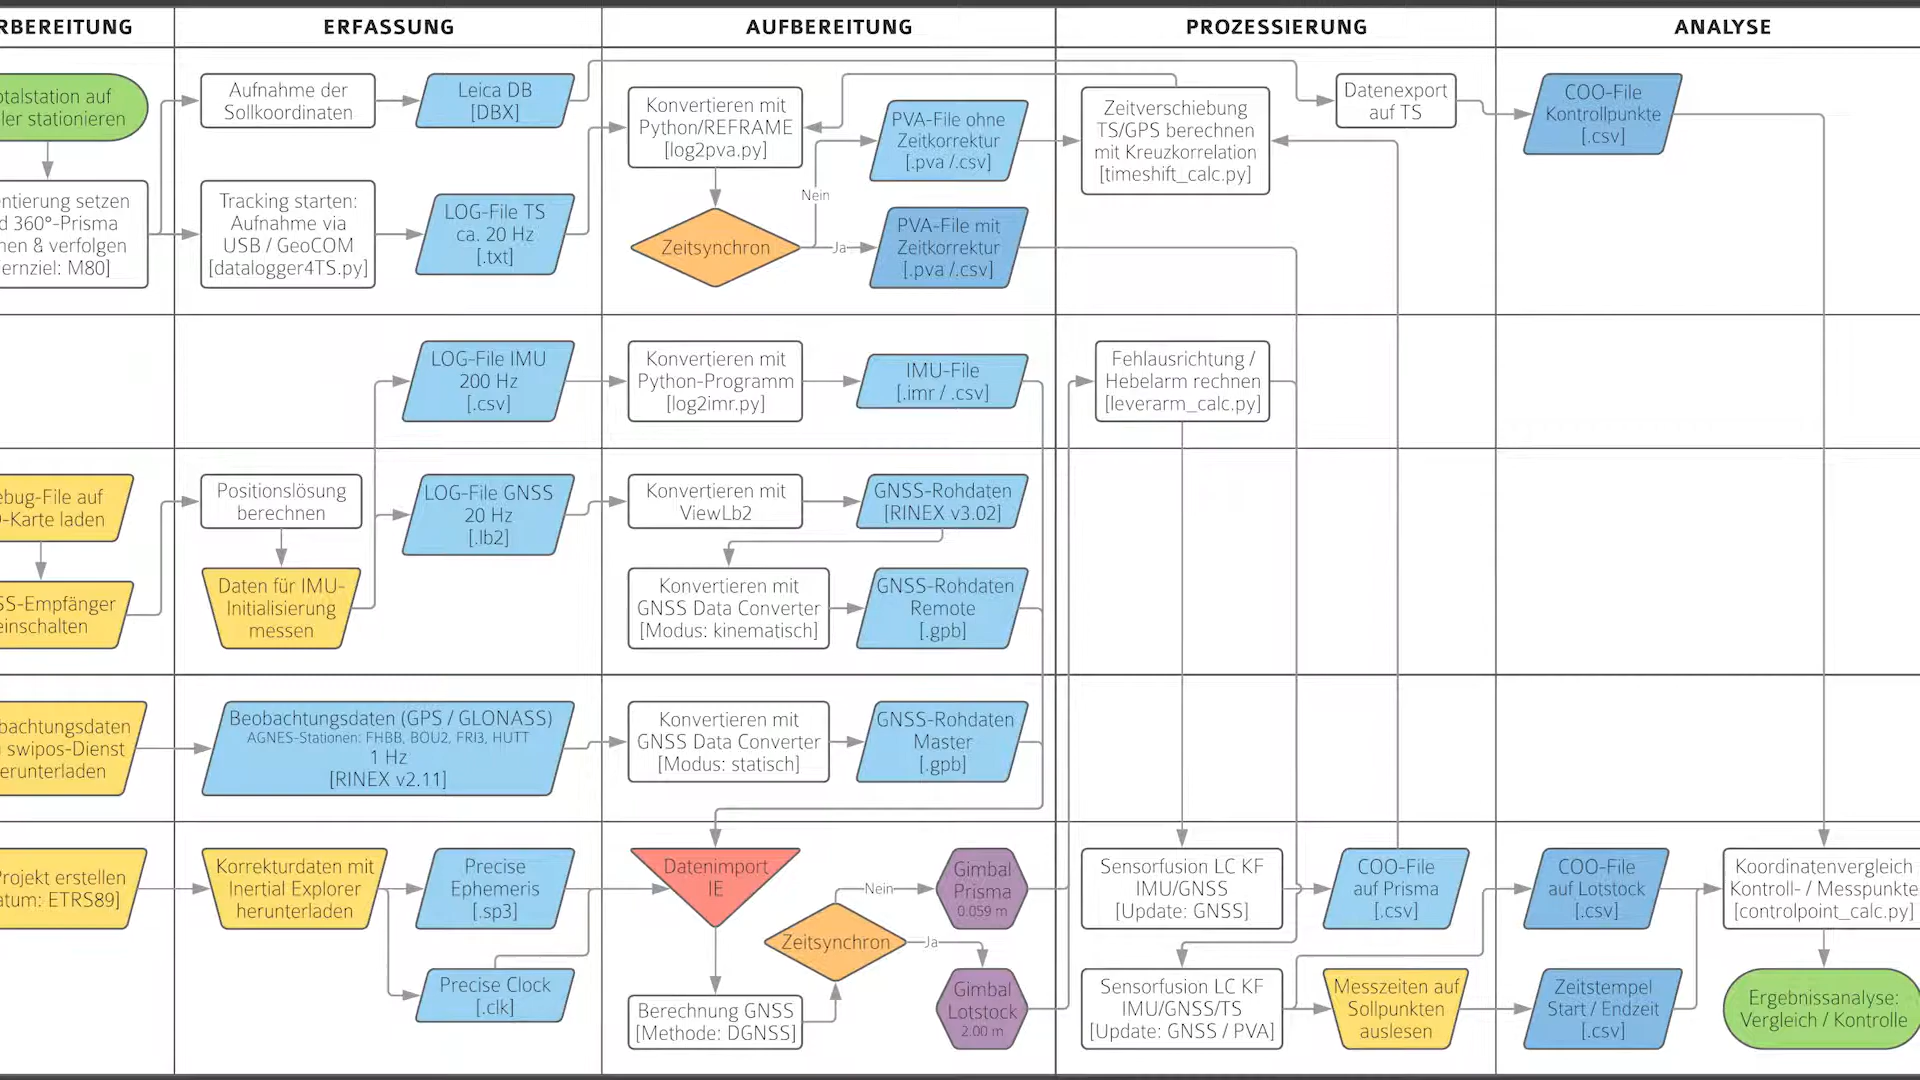 RBEREITUNG
ERFASSUNG
AUFBEREITUNG
PROZESSIERUNG
ANALYSE
otalstation auf
ler stationieren
Aufnahme der
Sollkoordinaten
Leica DB
[DBX]
Konvertieren mit
Python/REFRAME
[log2pva.py]
PVA-File ohne
Zeitkorrektur
[.pva /.csv]
Zeitverschiebung
TS/GPS berechnen
mit Kreuzkorrelation
[timeshift_calc.py]
Datenexport
auf TS
COO-File
Kontrollpunkte
[.csv]
ntierung setzen
d 360°-Prisma
hen & verfolgen
ernziel: M80]
Tracking starten:
Aufnahme via
USB / GeoCOM
[datalogger4TS.py]
LOG-File TS
ca. 20 Hz
[.txt]
Nein
Zeitsynchron
Ja
PVA-File mit
Zeitkorrektur
[.pva /.csv]
LOG-File IMU
200 Hz
[.csv]
Konvertieren mit
Python-Programm
[log2imr.py]
IMU-File
[.imr / .csv]
Fehlausrichtung /
Hebelarm rechnen
[leverarm_calc.py]
ebug-File auf
-Karte laden
Positionslösung
berechnen
LOG-File GNSS
20 Hz
[.lb2]
Konvertieren mit
ViewLb2
GNSS-Rohdaten
[RINEX v3.02]
SS-Empfänger
einschalten
Daten für IMU-
Initialisierung
messen
Konvertieren mit
GNSS Data Converter
[Modus: kinematisch]
GNSS-Rohdaten
Remote
[.gpb]
bachtungsdaten
swipos-Dienst
erunterladen
Beobachtungsdaten (GPS / GLONASS)
AGNES-Stationen: FHBB, BOU2, FRI3, HUTT
1 Hz
[RINEX v2.11]
Konvertieren mit
GNSS Data Converter
[Modus: statisch]
GNSS-Rohdaten
Master
[.gpb]
Projekt erstellen
atum: ETRS89]
Korrekturdaten mit
Inertial Explorer
herunterladen
Precise
Ephemeris
[.sp3]
Datenimport
IE
Nein
Gimbal
Prisma
0.059 m
Sensorfusion LC KF
IMU/GNSS
[Update: GNSS]
COO-File
auf Prisma
[.csv]
COO-File
auf Lotstock
[.csv]
Koordinatenvergleich
Kontroll- / Messpunkte
[controlpoint_calc.py]
Zeitsynchron
Ja
Precise Clock
[.clk]
Berechnung GNSS
[Methode: DGNSS]
Gimbal
Lotstock
2.00 m
Sensorfusion LC KF
IMU/GNSS/TS
[Update: GNSS / PVA]
Messzeiten auf
Sollpunkten
auslesen
Zeitstempel
Start / Endzeit
[.csv]
Ergebnissanalyse:
Vergleich / Kontrolle